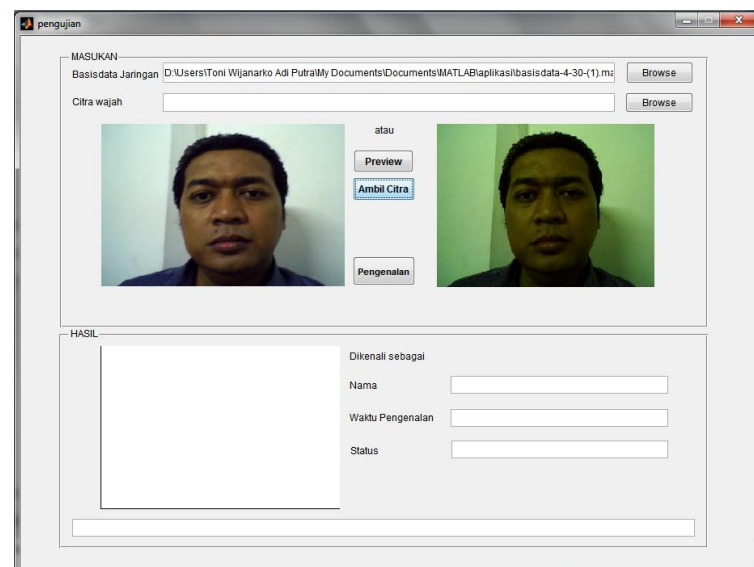 pengujian
MASUKAN
Basisdata Jaringan D:\Users\Toni Wijanarko Adi Putra\My Documents\Documents\MATLAB\aplikasi\basisdata-4-30-(1).ma Browse
Citra wajah Browse
atau
Preview
Ambil Citra
Pengenalan
HASIL
Dikenali sebagai
Nama
Waktu Pengenalan
Status